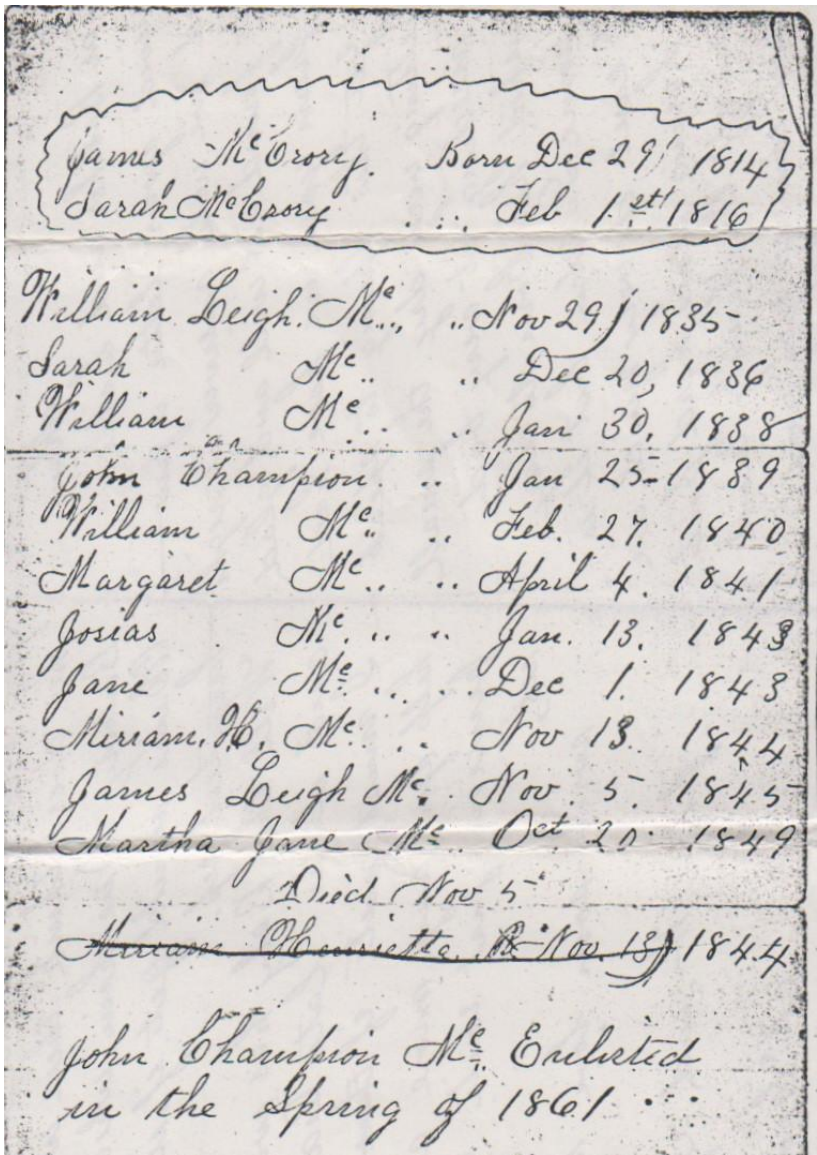 James McCrory. Born Dec 29' 1814
Sarah McCrory .... Feb 1.st' 1816
William Leigh. Mc.., .. Nov 29, 1835
Sarah Mc.. .. Dec 20, 1836
William Mc.. .. Jan 30, 1838
John Champion. .. Jan 25-1839
William Mc.. .. Feb. 27. 1840
Margaret Mc.. .. April 4. 1841
Josias Mc. .. .. Jan. 13. 1843
Jane Mc. .. .. Dec 1. 1843
Miriam. H. Mc. .. .. Nov 13. 1844
James Leigh Mc. . Nov. 5. 1845
Martha Jane Mc .. Oct 20. 1849
Died Nov 5
Miriam Henriette Nov. 13, 1844
John Champion Mc. Enlisted
in the Spring of 1861 ...